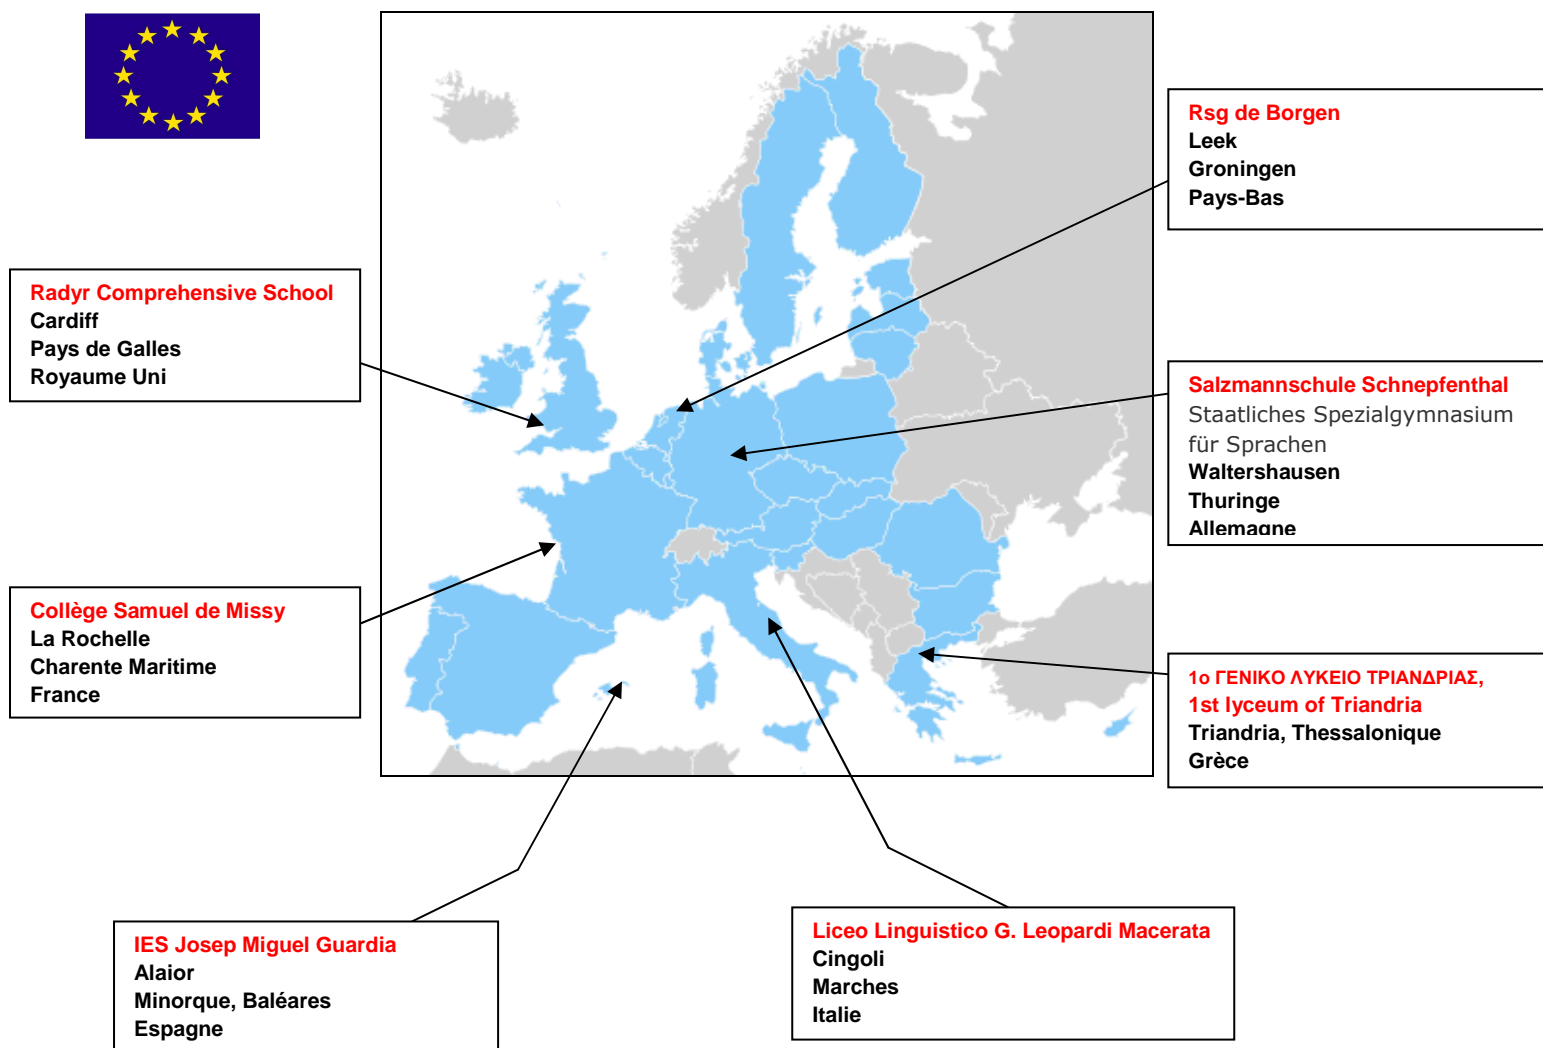 Rsg de Borgen
Leek
Groningen
Pays-Bas
Radyr Comprehensive School
Cardiff
Pays de Galles
Royaume Uni
Salzmannschule Schnepfenthal
Staatliches Spezialgymnasium
für Sprachen
Waltershausen
Thuringe
Allemagne
Collège Samuel de Missy
La Rochelle
Charente Maritime
France
1ο ΓΕΝΙΚΟ ΛΥΚΕΙΟ ΤΡΙΑΝΔΡΙΑΣ,
1st lyceum of Triandria
Triandria, Thessalonique
Grèce
IES Josep Miguel Guardia
Alaior
Minorque, Baléares
Espagne
Liceo Linguistico G. Leopardi Macerata
Cingoli
Marches
Italie